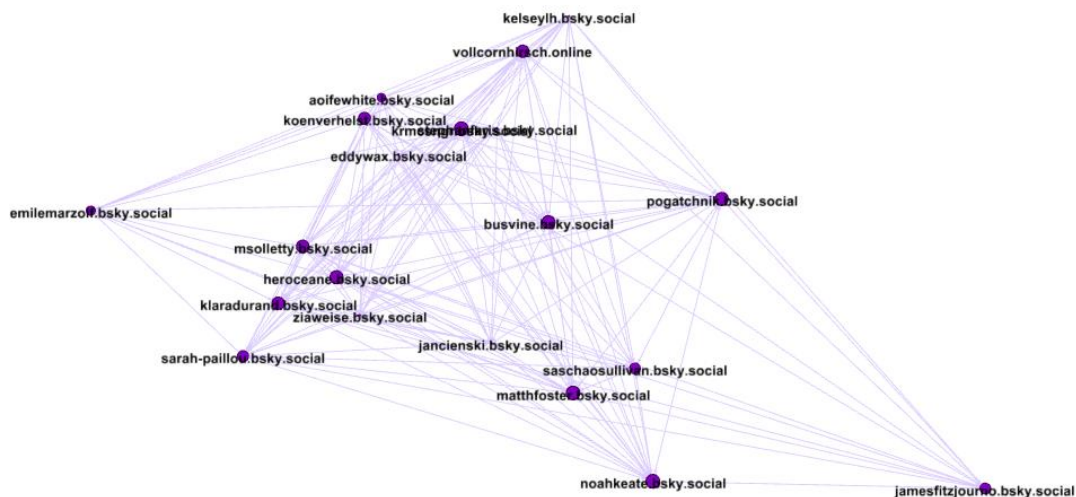 kelseylh.bsky.social
vollcornhirsch.online
aoifewhite.bsky.social
koenverhelst.bsky.social
eddywax.bsky.social
pogatchnik.bsky.social
emilemarzolf.bsky.social
busvine.bsky.social
msolletty.bsky.social
heroceane.bsky.social
klaradurand.bsky.social
ziaweise.bsky.social
jancienski.bsky.social
sarah-paillou.bsky.social
saschaosullivan.bsky.social
matthfoster.bsky.social
noahkeate.bsky.social
jamesfitzjourno.bsky.social